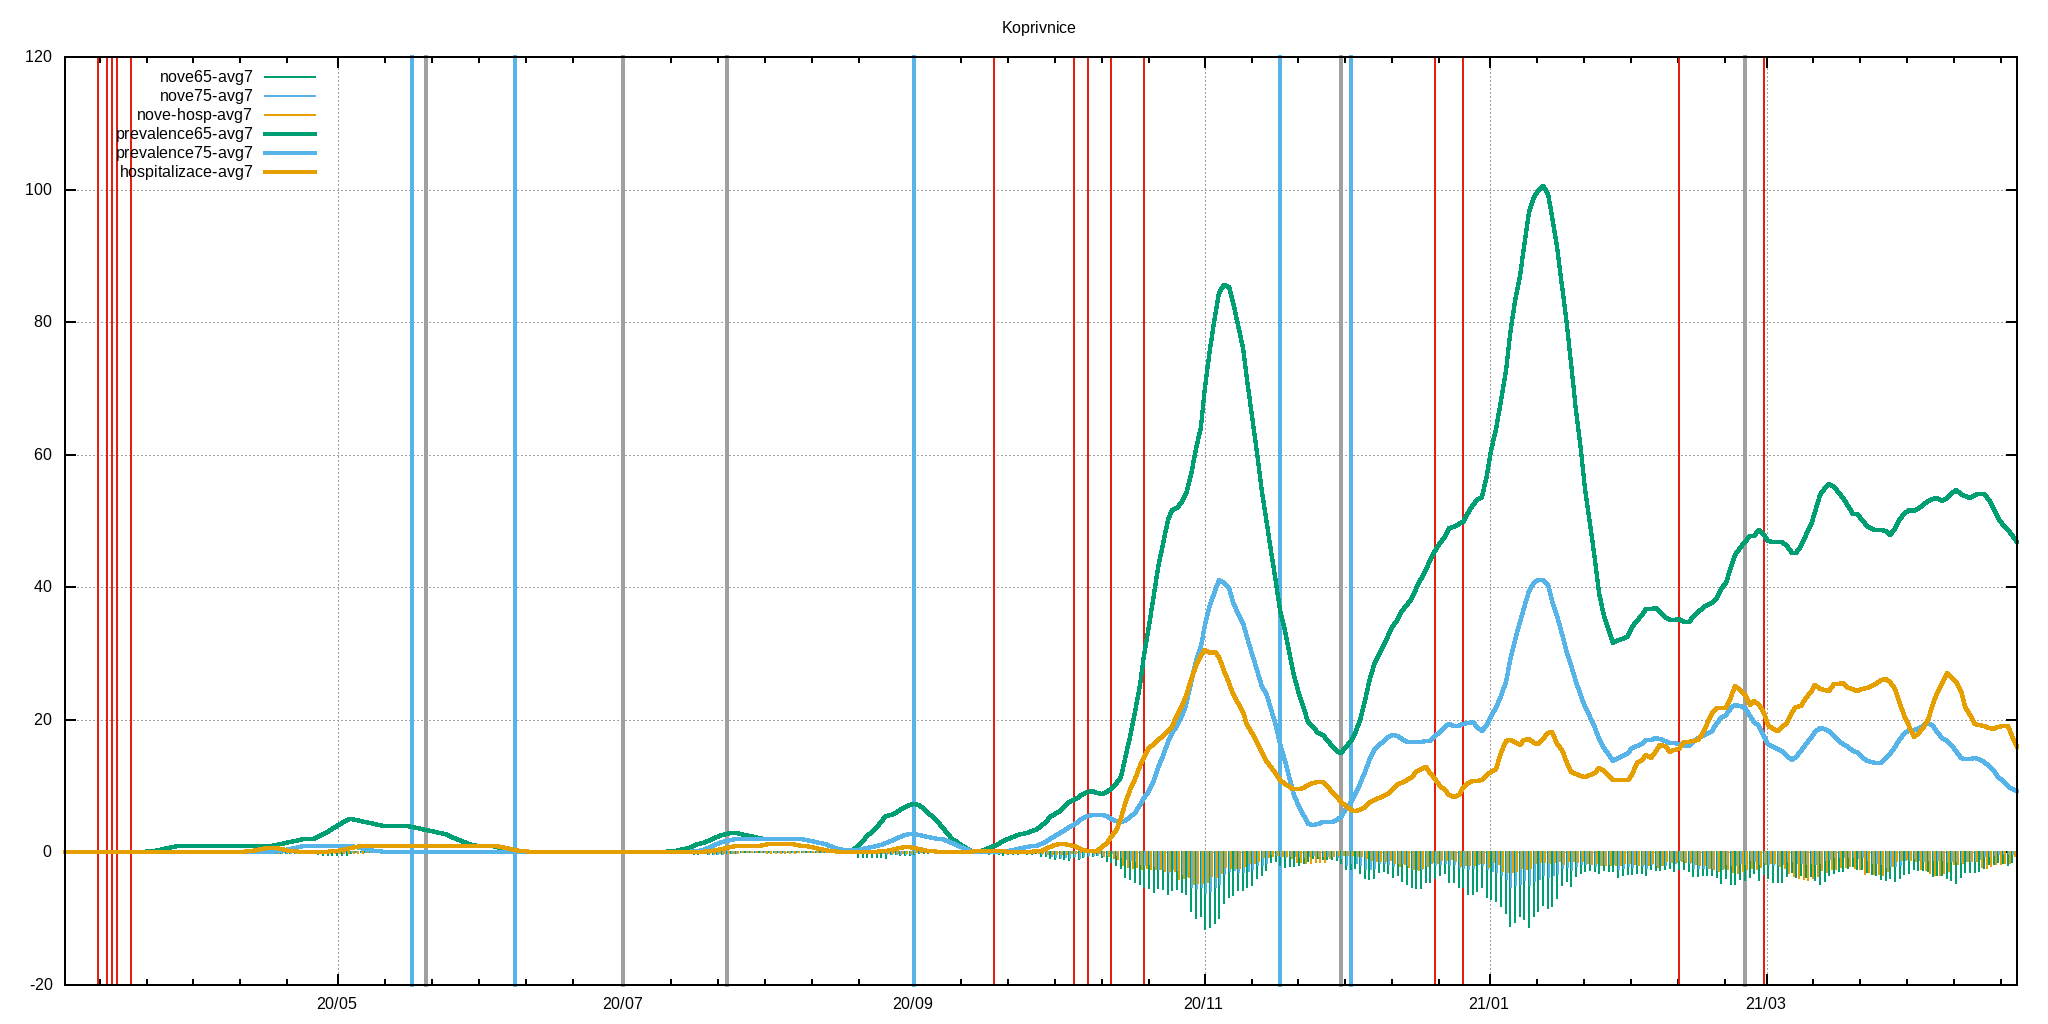 Koprivnice
120
nove65-avg7
nove75-avg7
nove-hosp-avg7
prevalence65-avg7
prevalence75-avg7
hospitalizace-avg7
100
80
60
40
20
0
-20
20/05 20/07 20/09 20/11 21/01 21/03